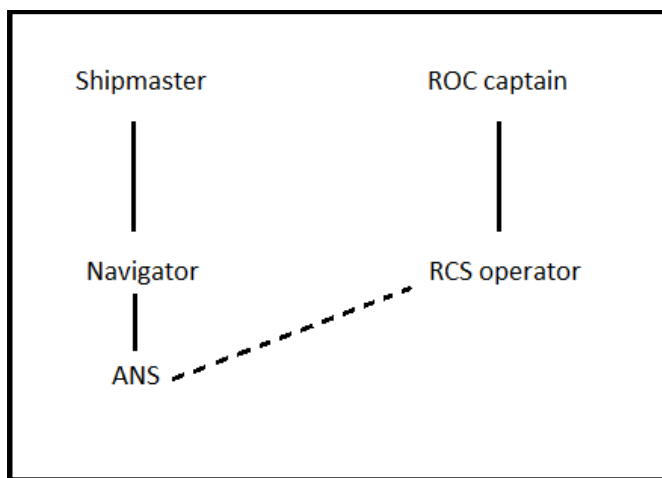 Shipmaster
ROC captain
Navigator
RCS operator
ANS